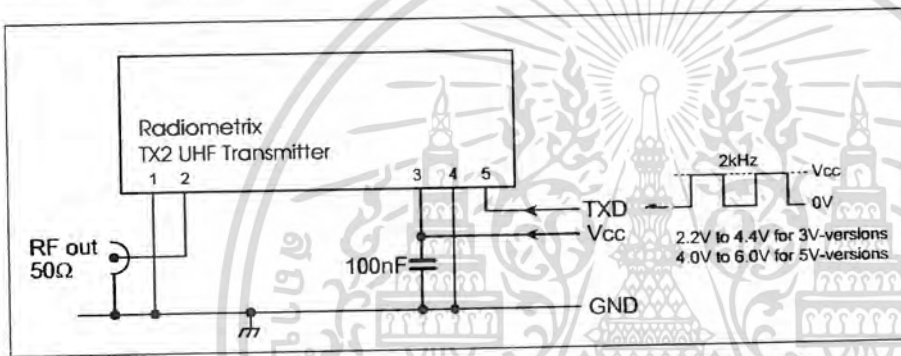 Radiometrix
TX2 UHF Transmitter
1 2 3 4 5
2kHz
Vcc
0V
TXD
Vcc
2.2V to 4.4V for 3V-versions
4.0V to 6.0V for 5V-versions
RF out
50Ω
100nF
GND